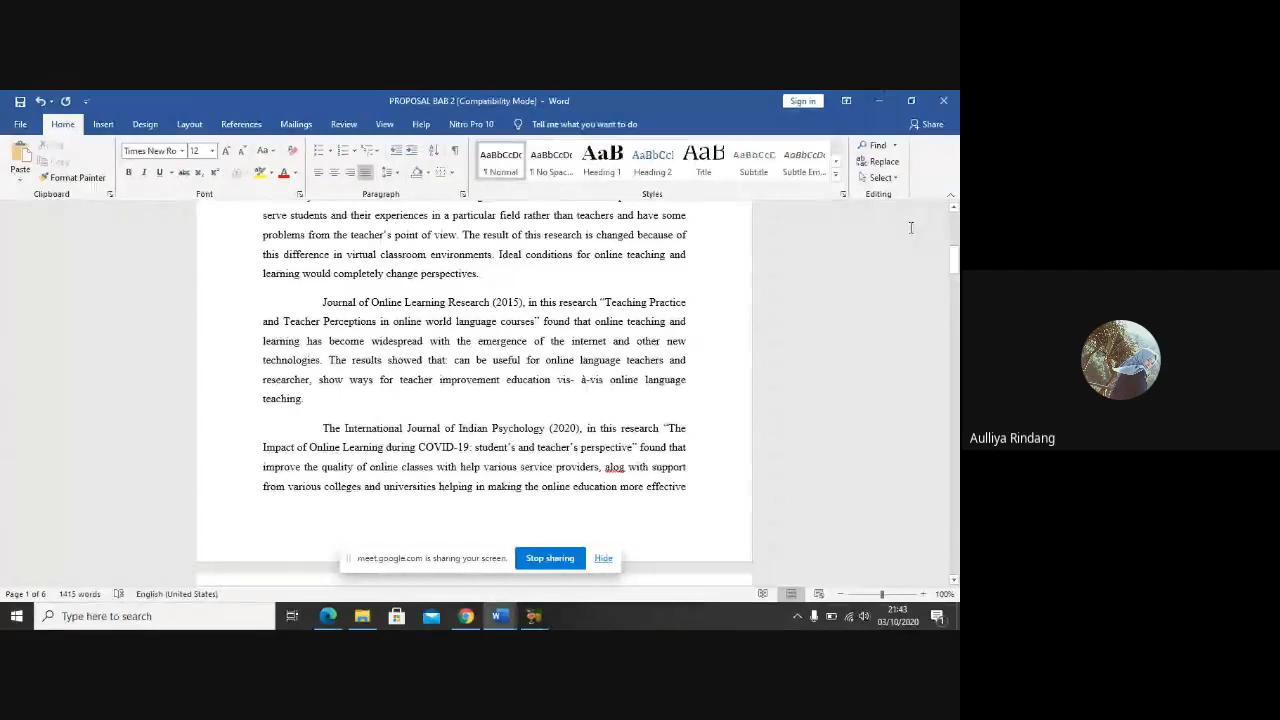 PROPOSAL BAB 2 [Compatibility Mode] - Word
Sign in
File Home Insert Design Layout References Mailings Review View Help Nitro Pro 10 Tell me what you want to do Share
Paste
Format Painter
Clipboard
Times New Ro 12
Font
Paragraph
AaBbCcDc AaBbCcDc AaBb AaBbCcI AaB AaBbCcDc AaBbCcDc
¶ Normal ¶ No Spac... Heading 1 Heading 2 Title Subtitle Subtle Em...
Styles
Find
Replace
Select
Editing
serve students and their experiences in a particular field rather than teachers and have some
problems from the teacher's point of view. The result of this research is changed because of
this difference in virtual classroom environments. Ideal conditions for online teaching and
learning would completely change perspectives.
Journal of Online Learning Research (2015), in this research “Teaching Practice
and Teacher Perceptions in online world language courses” found that online teaching and
learning has become widespread with the emergence of the internet and other new
technologies. The results showed that: can be useful for online language teachers and
researcher, show ways for teacher improvement education vis- à-vis online language
teaching.
The International Journal of Indian Psychology (2020), in this research “The
Impact of Online Learning during COVID-19: student’s and teacher’s perspective” found that
improve the quality of online classes with help various service providers, alog with support
from various colleges and universities helping in making the online education more effective
meet.google.com is sharing your screen.
Stop sharing
Hide
Page 1 of 6 1415 words English (United States) 100%
Type here to search
21:43
03/10/2020
Aulliya Rindang